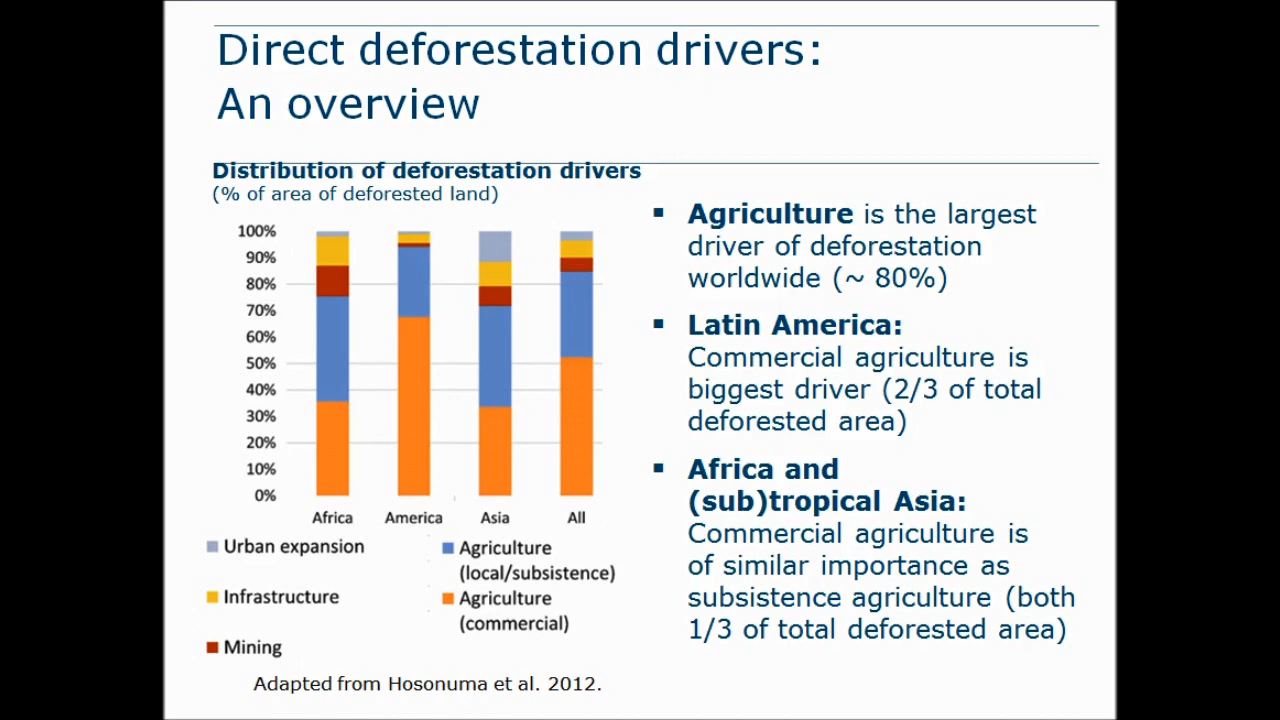 Direct deforestation drivers:
An overview
Distribution of deforestation drivers
(% of area of deforested land)
100%
90%
80%
70%
60%
50%
40%
30%
20%
10%
0%
Africa America Asia All
Urban expansion
Agriculture
(local/subsistence)
Infrastructure
Agriculture
(commercial)
Mining
Adapted from Hosonuma et al. 2012.
▪ Agriculture is the largest
driver of deforestation
worldwide (~ 80%)
▪ Latin America:
Commercial agriculture is
biggest driver (2/3 of total
deforested area)
▪ Africa and
(sub)tropical Asia:
Commercial agriculture is
of similar importance as
subsistence agriculture (both
1/3 of total deforested area)